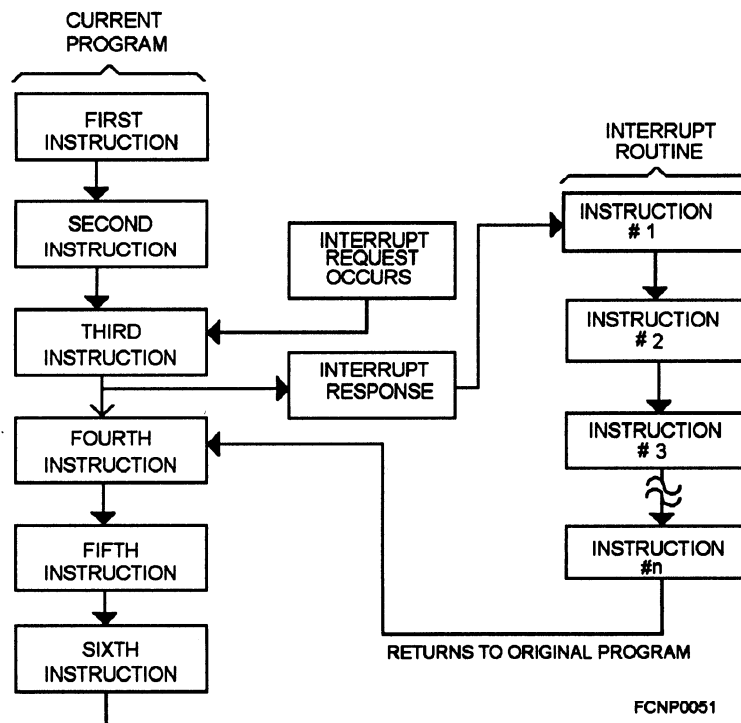 CURRENT
PROGRAM
FIRST
INSTRUCTION
SECOND
INSTRUCTION
THIRD
INSTRUCTION
FOURTH
INSTRUCTION
FIFTH
INSTRUCTION
SIXTH
INSTRUCTION
INTERRUPT
REQUEST
OCCURS
INTERRUPT
RESPONSE
INTERRUPT
ROUTINE
INSTRUCTION
# 1
INSTRUCTION
# 2
INSTRUCTION
# 3
INSTRUCTION
#n
RETURNS TO ORIGINAL PROGRAM
FCNP0051